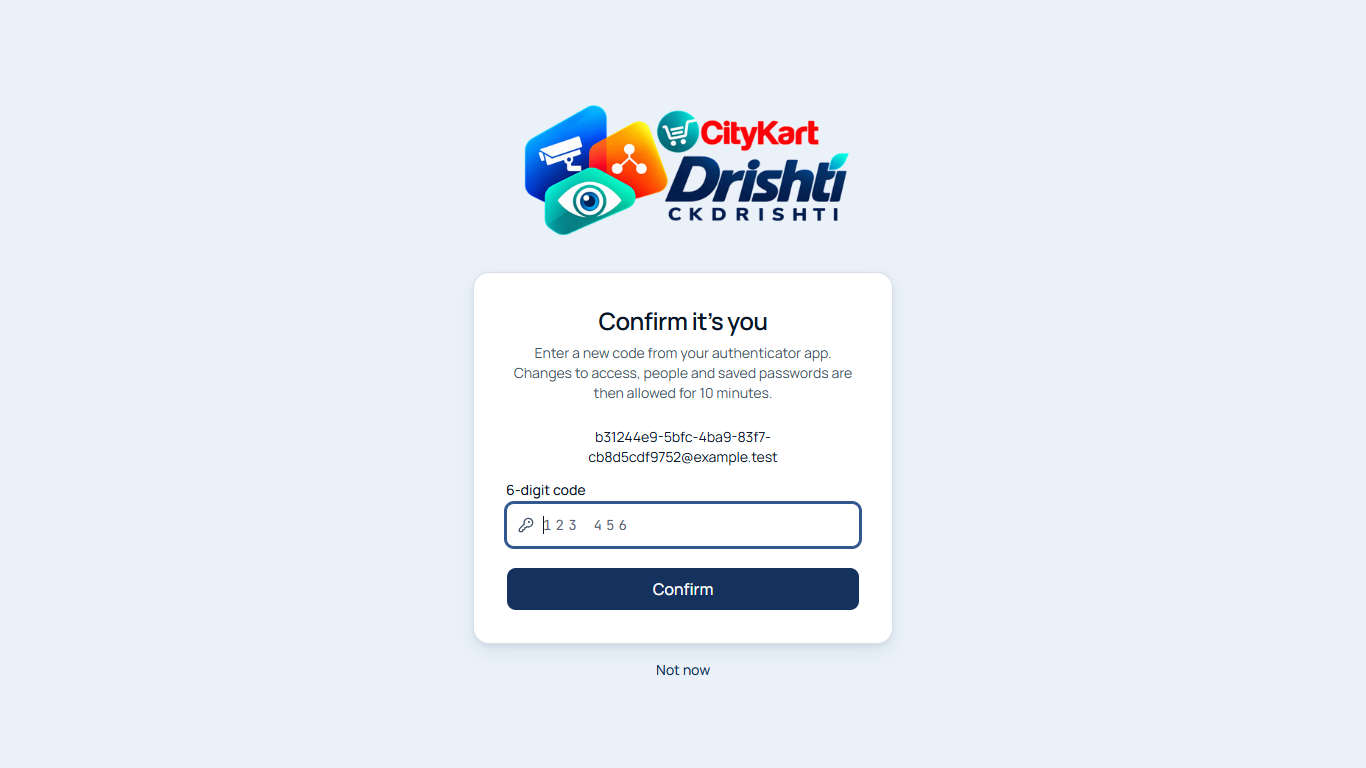 CityKart
Drishti
CKDRISHTI
Confirm it's you
Enter a new code from your authenticator app.
Changes to access, people and saved passwords are
then allowed for 10 minutes.
b31244e9-5bfc-4ba9-83f7-
cb8d5cdf9752@example.test
6-digit code
123 456
Confirm
Not now